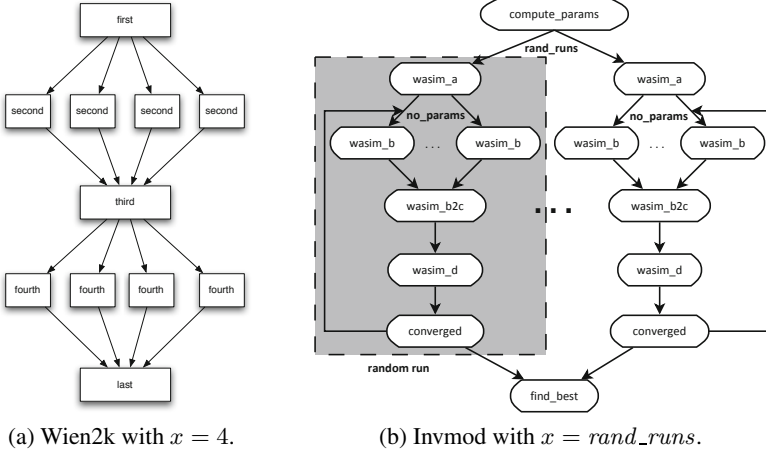 first
second second second second
third
fourth fourth fourth fourth
last
(a) Wien2k with x = 4.
compute_params
rand_runs
wasim_a wasim_a
no_params no_params
wasim_b ... wasim_b wasim_b ... wasim_b
wasim_b2c wasim_b2c
...
wasim_d wasim_d
converged converged
random run
find_best
(b) Invmod with x = rand_runs.